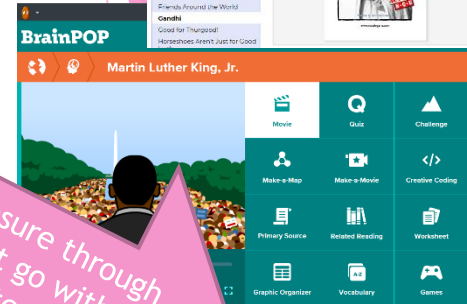 Friends Around the World
Gandhi
Good for Thurgood!
Horseshoes Aren't Just for Good
BrainPOP
Martin Luther King, Jr.
Movie
Quiz
Challenge
Make-a-Map
Make-a-Movie
Creative Coding
Primary Source
Related Reading
Worksheet
Graphic Organizer
Vocabulary
Games
A-Z
sure through
t go with